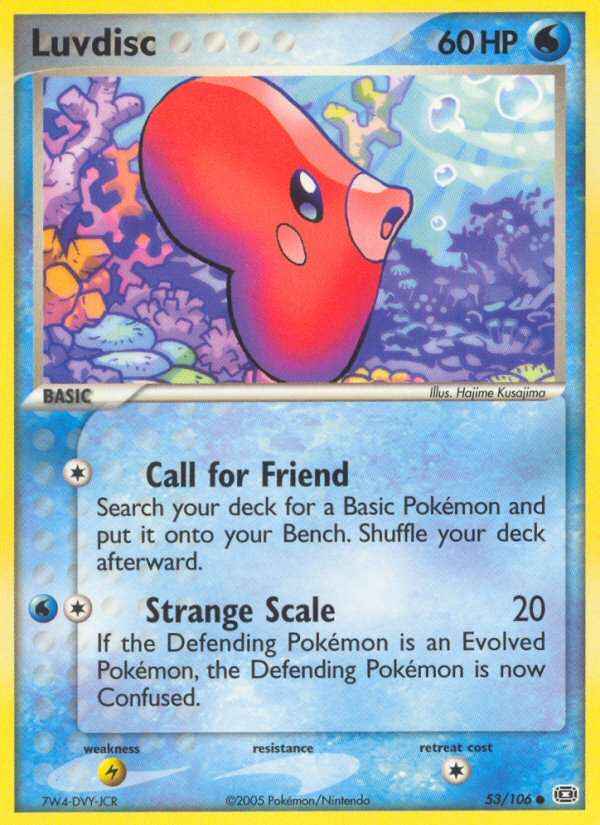 Luvdisc 60 HP
BASIC
Illus. Hajime Kusajima
Call for Friend
Search your deck for a Basic Pokémon and
put it onto your Bench. Shuffle your deck
afterward.
Strange Scale 20
If the Defending Pokémon is an Evolved
Pokémon, the Defending Pokémon is now
Confused.
weakness resistance retreat cost
7W4-DVY-JCR ©2005 Pokémon/Nintendo 53/106